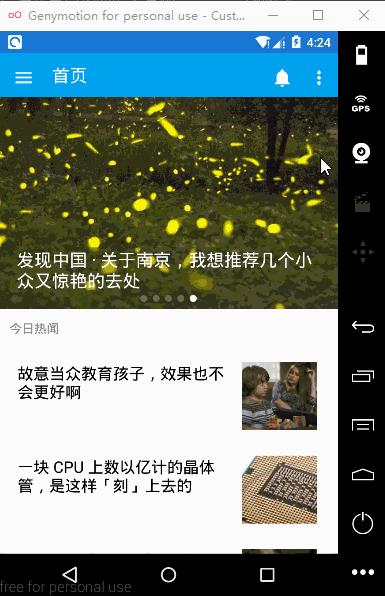 Genymotion for personal use - Cust...
4:24
首页
GPS
发现中国 · 关于南京，我想推荐几个小
众又惊艳的去处
今日热闻
故意当众教育孩子，效果也不
会更好啊
一块 CPU 上数以亿计的晶体
管，是这样「刻」上去的
free for personal use